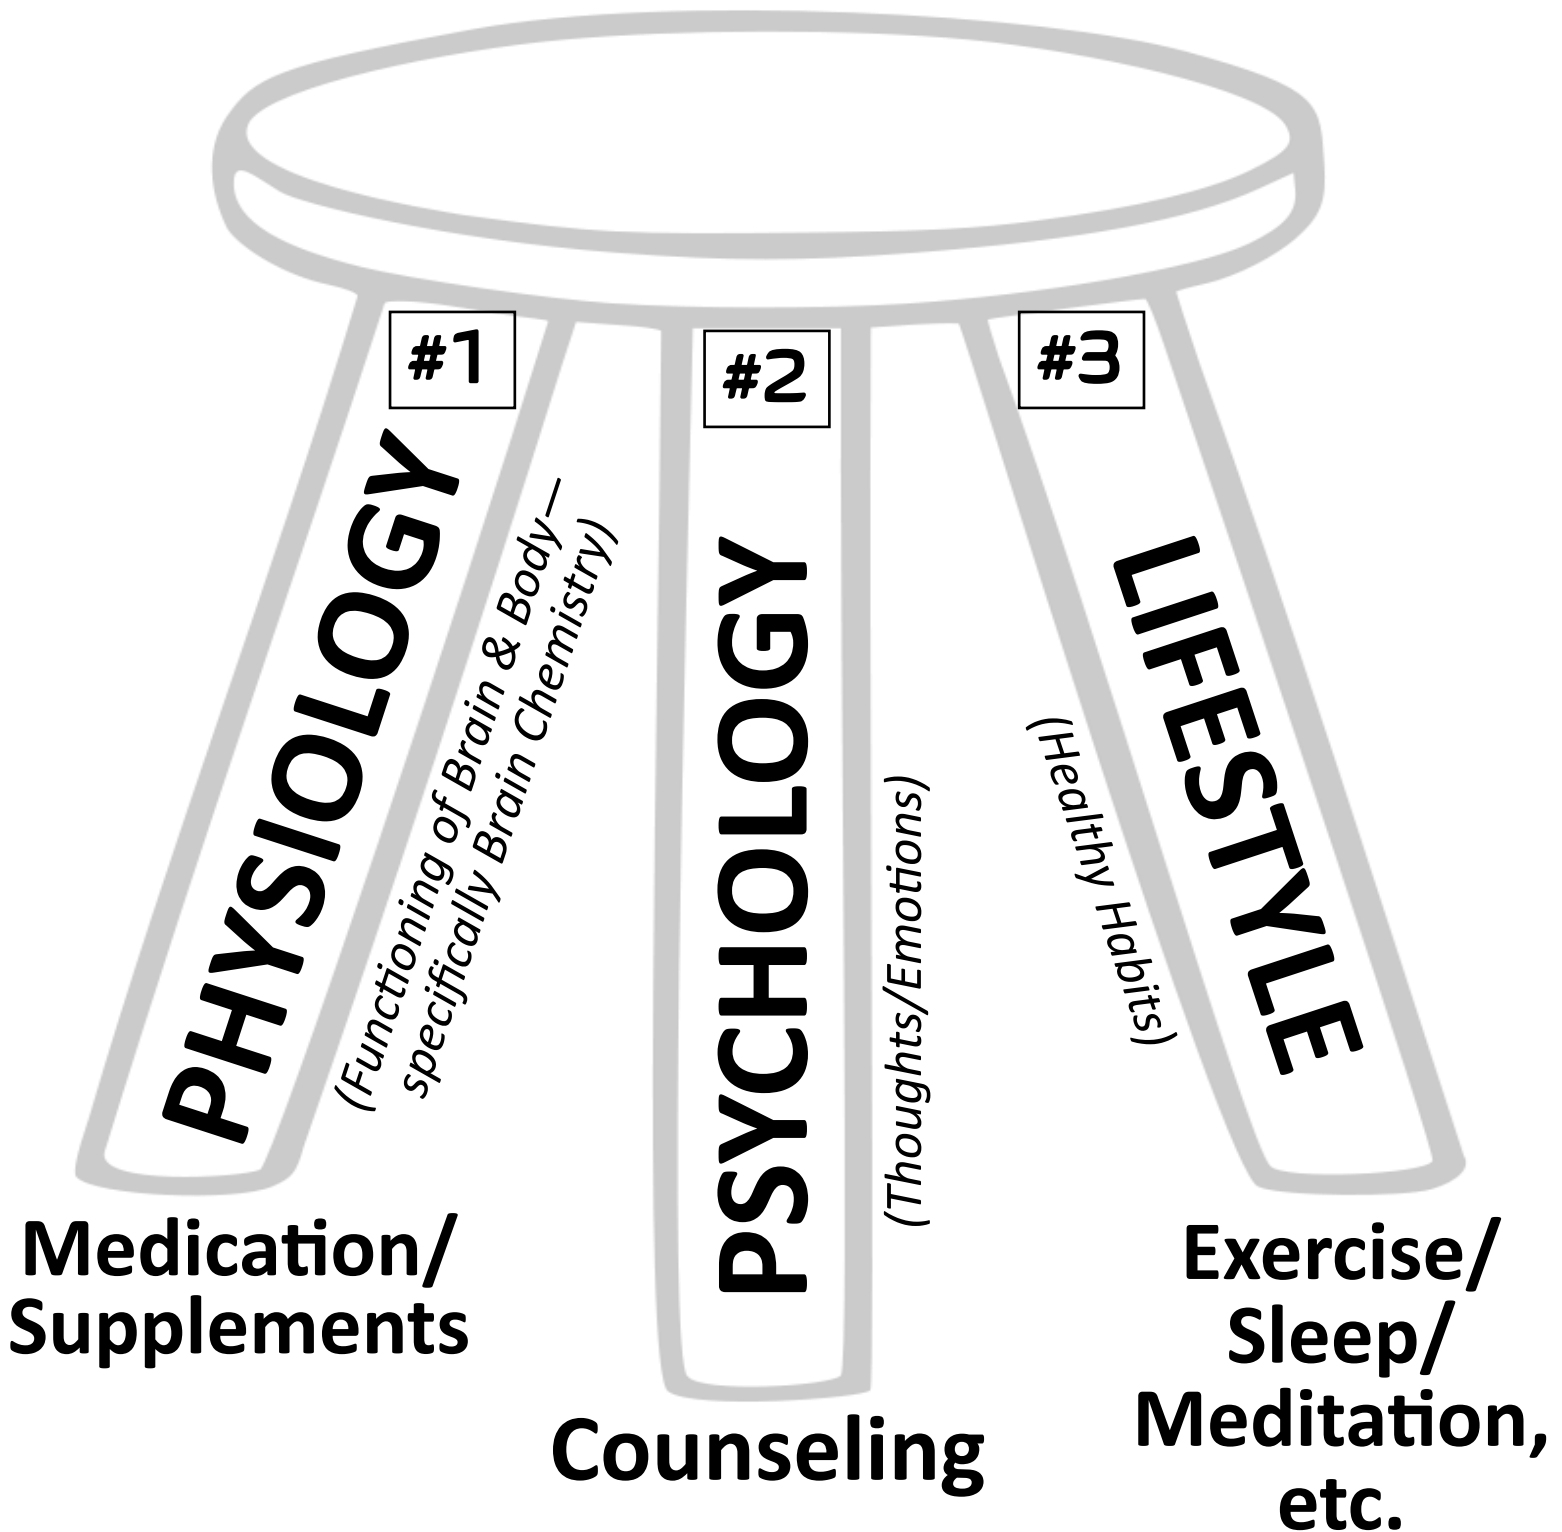 #1
PHYSIOLOGY
(Functioning of Brain & Body—
specifically Brain Chemistry)
Medication/
Supplements
#2
PSYCHOLOGY
(Thoughts/Emotions)
Counseling
#3
LIFESTYLE
(Healthy Habits)
Exercise/
Sleep/
Meditation,
etc.